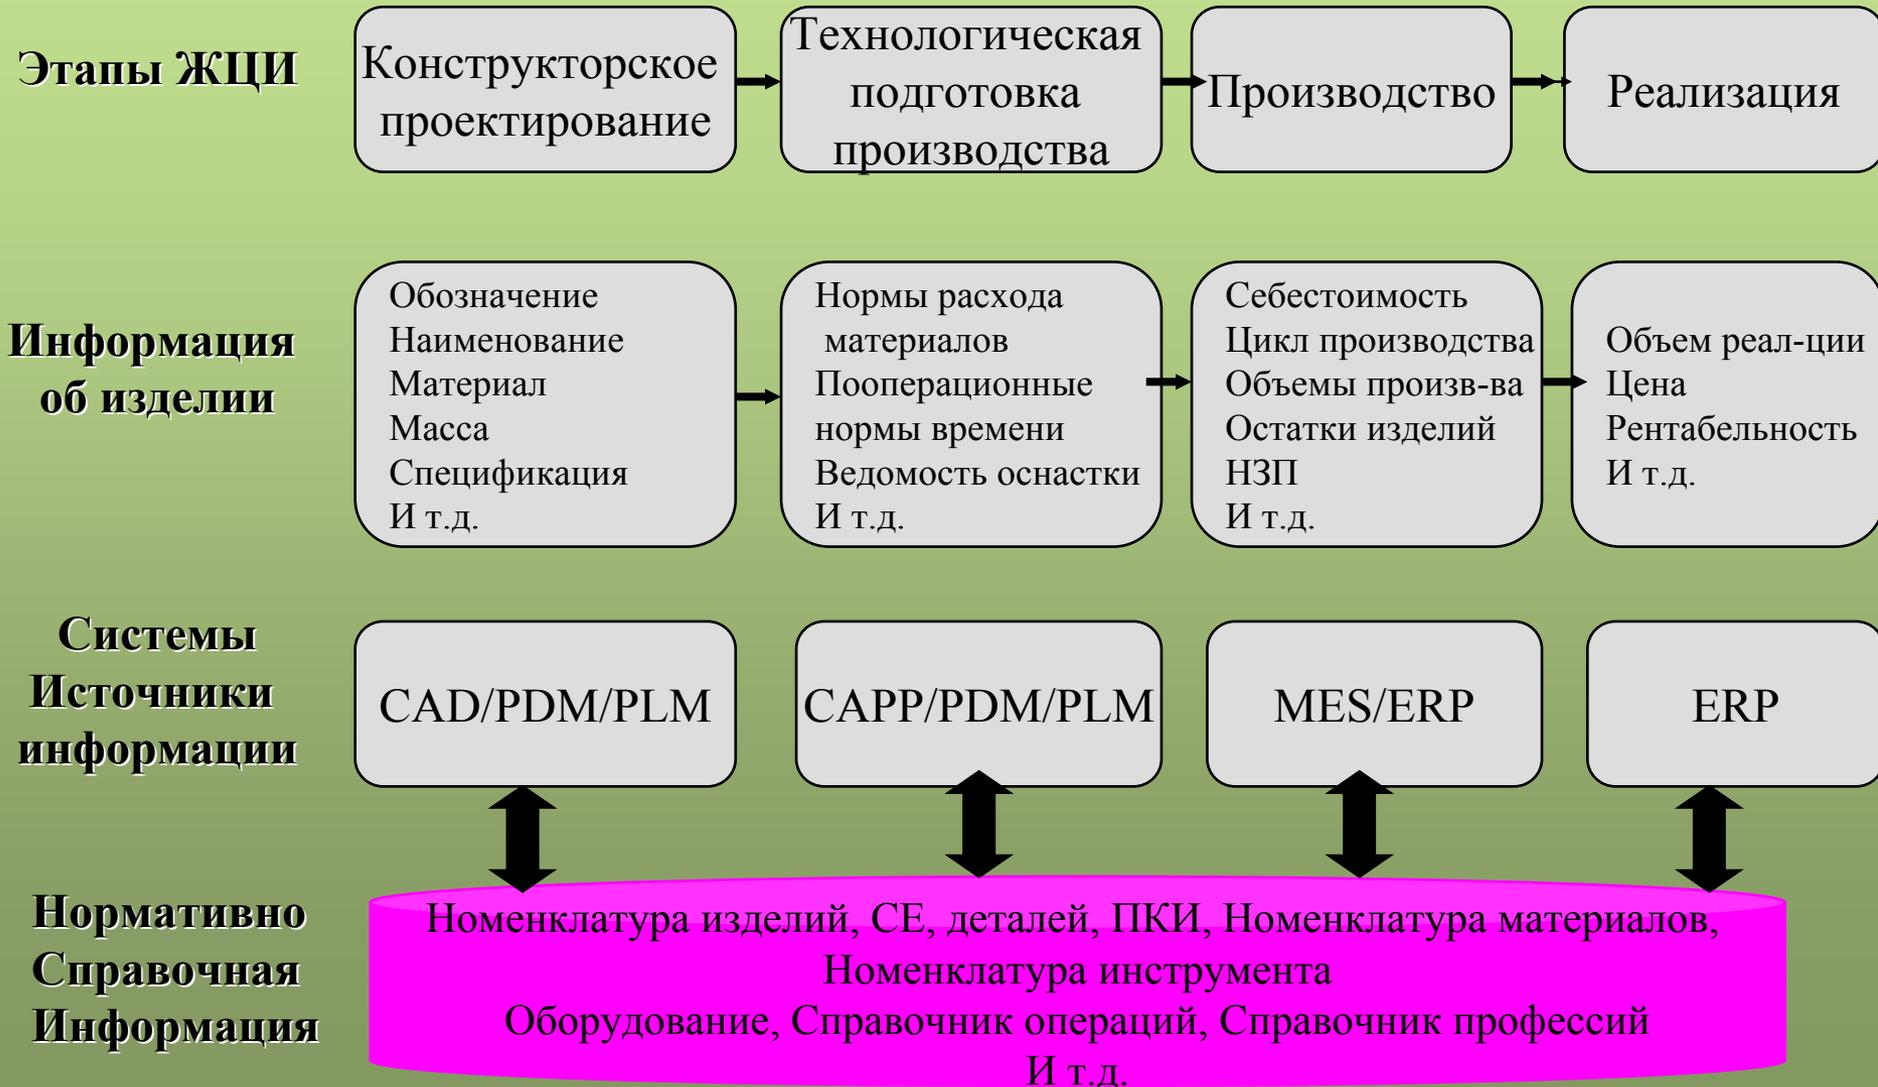 Этапы ЖЦИ
Конструкторское
проектирование
Технологическая
подготовка
производства
Производство
Реализация
Информация
об изделии
Обозначение
Наименование
Материал
Масса
Спецификация
И т.д.
Нормы расхода
материалов
Пооперационные
нормы времени
Ведомость оснастки
И т.д.
Себестоимость
Цикл производства
Объемы произв-ва
Остатки изделий
НЗП
И т.д.
Объем реал-ции
Цена
Рентабельность
И т.д.
Системы
Источники
информации
CAD/PDM/PLM
CAPP/PDM/PLM
MES/ERP
ERP
Нормативно
Справочная
Информация
Номенклатура изделий, СЕ, деталей, ПКИ, Номенклатура материалов,
Номенклатура инструмента
Оборудование, Справочник операций, Справочник профессий
И т.д.